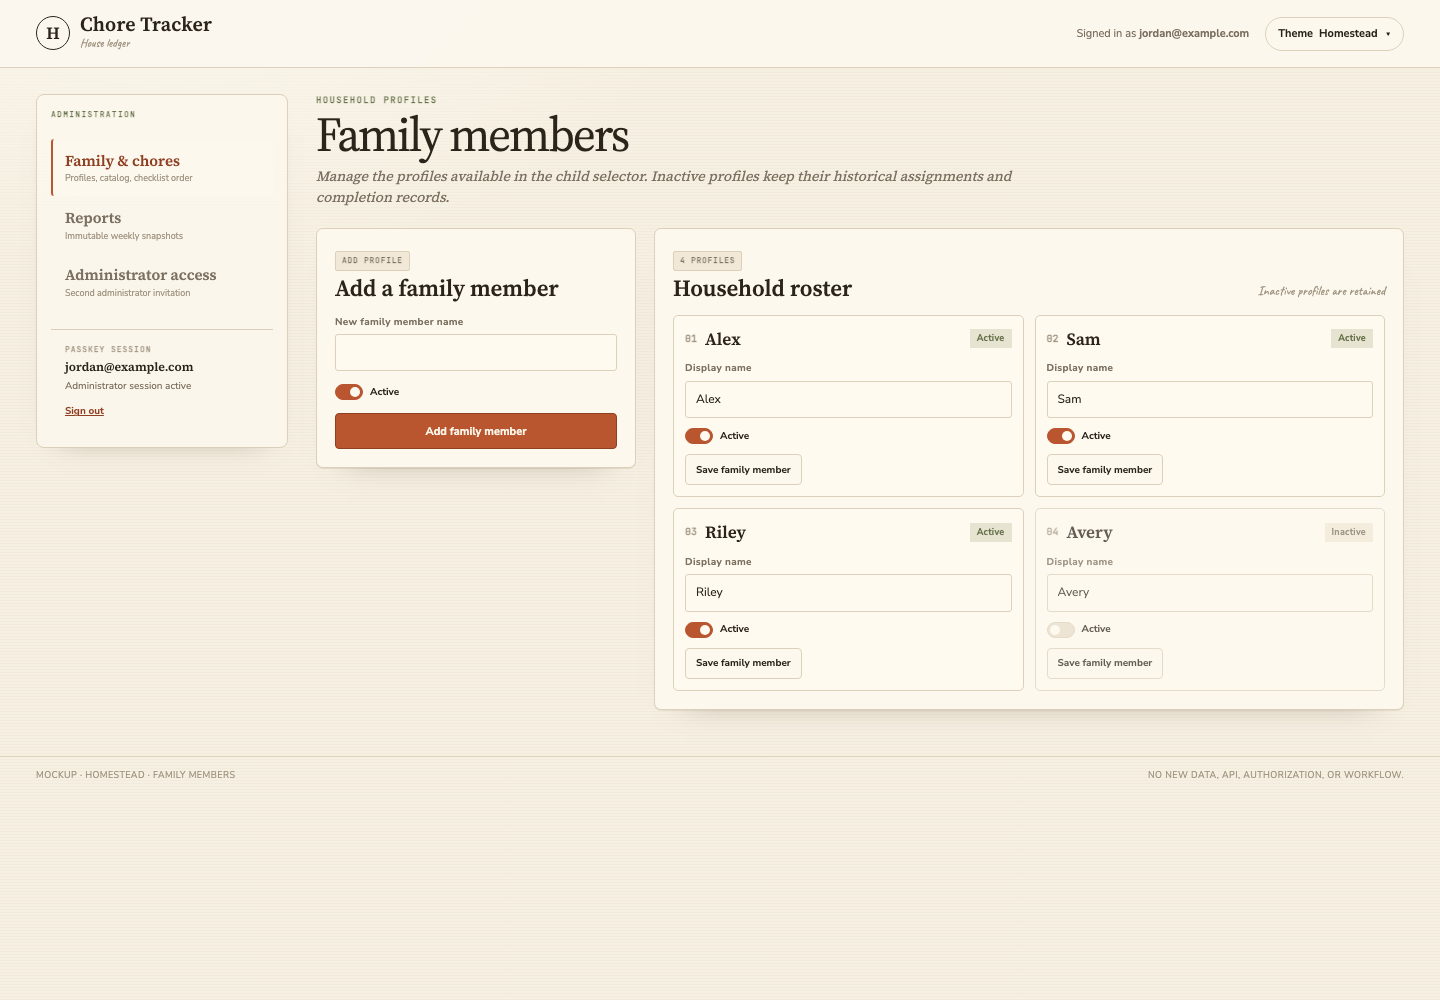 H
Chore Tracker
House ledger
Signed in as jordan@example.com
Theme Homestead ▾
ADMINISTRATION
Family & chores
Profiles, catalog, checklist order
Reports
Immutable weekly snapshots
Administrator access
Second administrator invitation
PASSKEY SESSION
jordan@example.com
Administrator session active
Sign out
HOUSEHOLD PROFILES
Family members
Manage the profiles available in the child selector. Inactive profiles keep their historical assignments and
completion records.
ADD PROFILE
Add a family member
New family member name
Active
Add family member
4 PROFILES
Household roster
Inactive profiles are retained
01 Alex Active
Display name
Alex
Active
Save family member
02 Sam Active
Display name
Sam
Active
Save family member
03 Riley Active
Display name
Riley
Active
Save family member
04 Avery Inactive
Display name
Avery
Active
Save family member
MOCKUP · HOMESTEAD · FAMILY MEMBERS
NO NEW DATA, API, AUTHORIZATION, OR WORKFLOW.